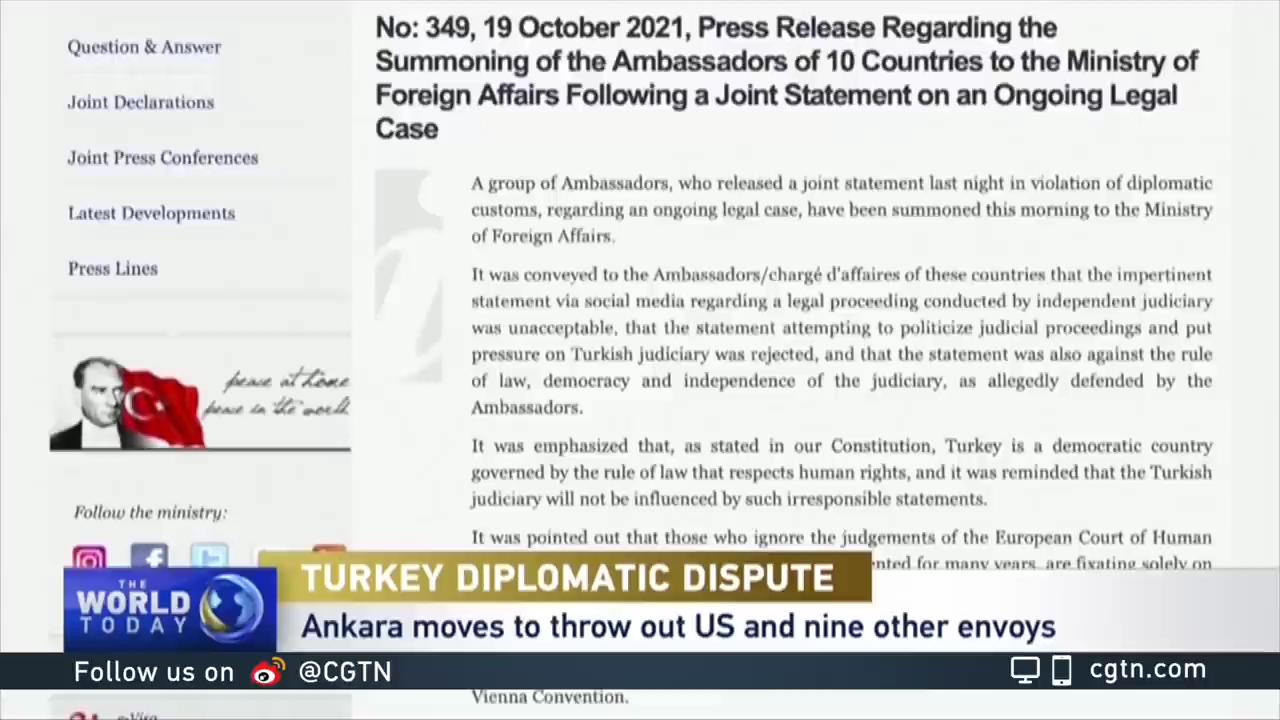 Question & Answer
Joint Declarations
Joint Press Conferences
Latest Developments
Press Lines
peace at home
peace in the world
Follow the ministry:
No: 349, 19 October 2021, Press Release Regarding the
Summoning of the Ambassadors of 10 Countries to the Ministry of
Foreign Affairs Following a Joint Statement on an Ongoing Legal
Case
A group of Ambassadors, who released a joint statement last night in violation of diplomatic
customs, regarding an ongoing legal case, have been summoned this morning to the Ministry
of Foreign Affairs.
It was conveyed to the Ambassadors/chargé d'affaires of these countries that the impertinent
statement via social media regarding a legal proceeding conducted by independent judiciary
was unacceptable, that the statement attempting to politicize judicial proceedings and put
pressure on Turkish judiciary was rejected, and that the statement was also against the rule
of law, democracy and independence of the judiciary, as allegedly defended by the
Ambassadors.
It was emphasized that, as stated in our Constitution, Turkey is a democratic country
governed by the rule of law that respects human rights, and it was reminded that the Turkish
judiciary will not be influenced by such irresponsible statements.
It was pointed out that those who ignore the judgements of the European Court of Human
for many years, are fixating solely on
TURKEY DIPLOMATIC DISPUTE
THE
WORLD
TODAY
Ankara moves to throw out US and nine other envoys
Follow us on @CGTN
cgtn.com
Vienna Convention.